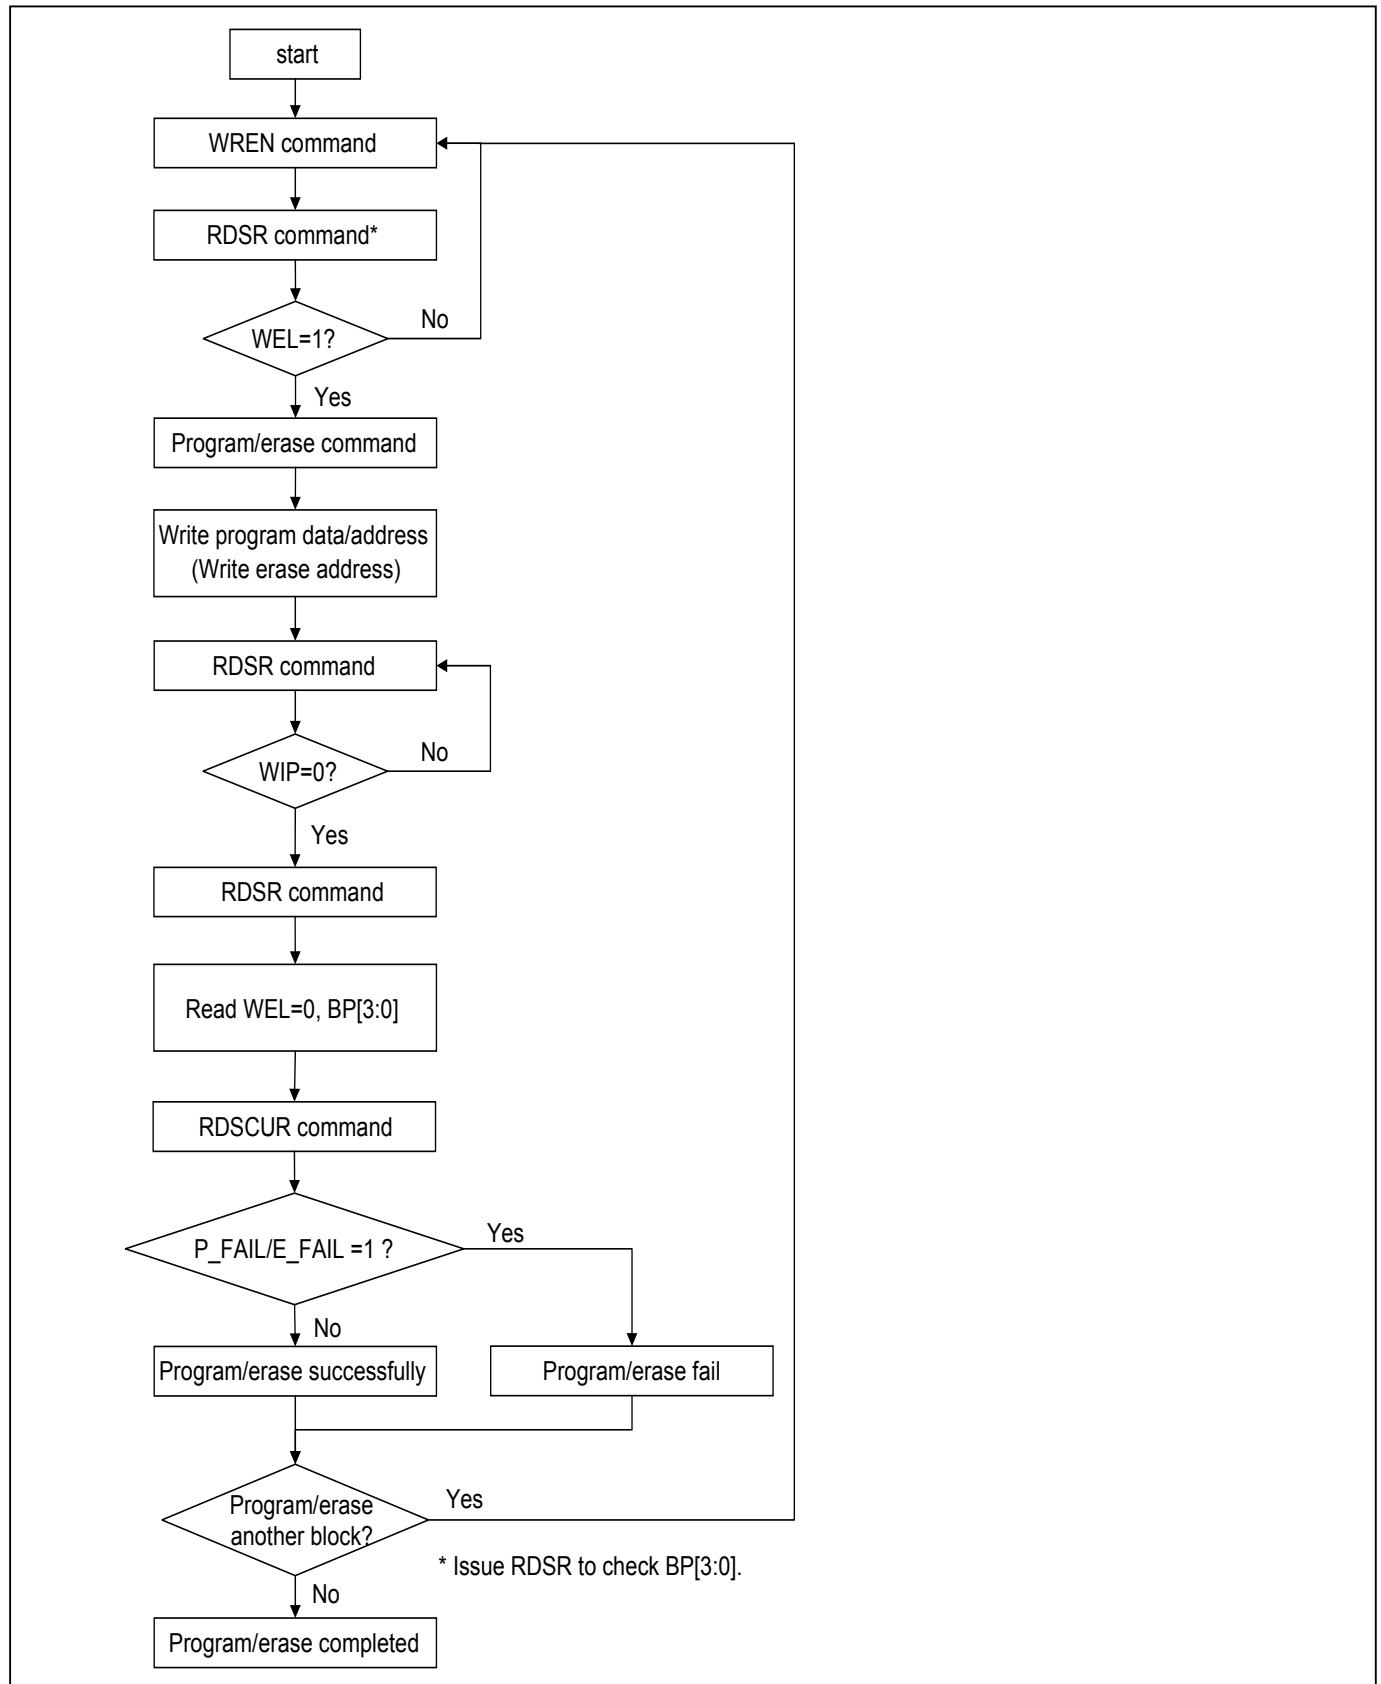 start
WREN command
RDSR command*
WEL=1?
No
Yes
Program/erase command
Write program data/address
(Write erase address)
RDSR command
WIP=0?
No
Yes
RDSR command
Read WEL=0, BP[3:0]
RDSCUR command
P_FAIL/E_FAIL =1 ?
Yes
No
Program/erase successfully
Program/erase fail
Program/erase
another block?
Yes
* Issue RDSR to check BP[3:0].
No
Program/erase completed